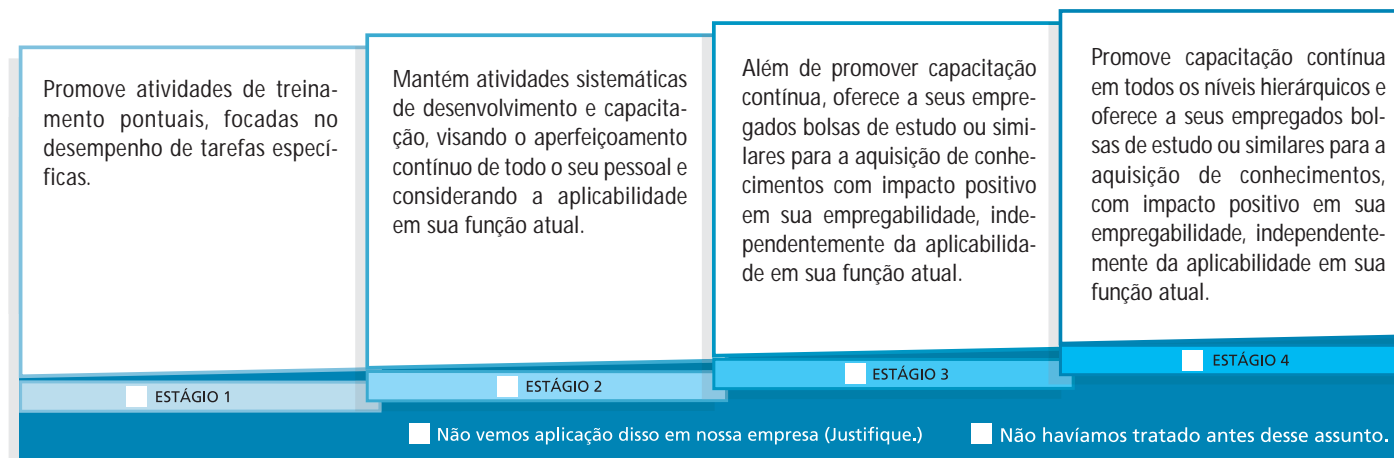 Promove atividades de treina-
mento pontuais, focadas no
desempenho de tarefas especí-
ficas.
ESTÁGIO 1
Mantém atividades sistemáticas
de desenvolvimento e capacita-
ção, visando o aperfeiçoamento
contínuo de todo o seu pessoal e
considerando a aplicabilidade
em sua função atual.
ESTÁGIO 2
Além de promover capacitação
contínua, oferece a seus empre-
gados bolsas de estudo ou simi-
lares para a aquisição de conhe-
cimentos com impacto positivo
em sua empregabilidade, inde-
pendentemente da aplicabilida-
de em sua função atual.
ESTÁGIO 3
Promove capacitação contínua
em todos os níveis hierárquicos e
oferece a seus empregados bol-
sas de estudo ou similares para a
aquisição de conhecimentos,
com impacto positivo em sua
empregabilidade, independente-
mente da aplicabilidade em sua
função atual.
ESTÁGIO 4
Não vemos aplicação disso em nossa empresa (Justifique.)
Não havíamos tratado antes desse assunto.